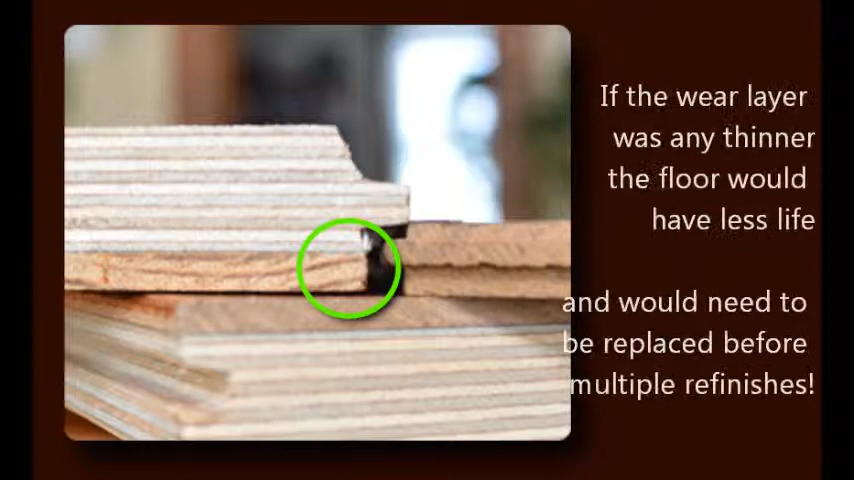 If the wear layer
was any thinner
the floor would
have less life
and would need to
be replaced before
multiple refinishes!